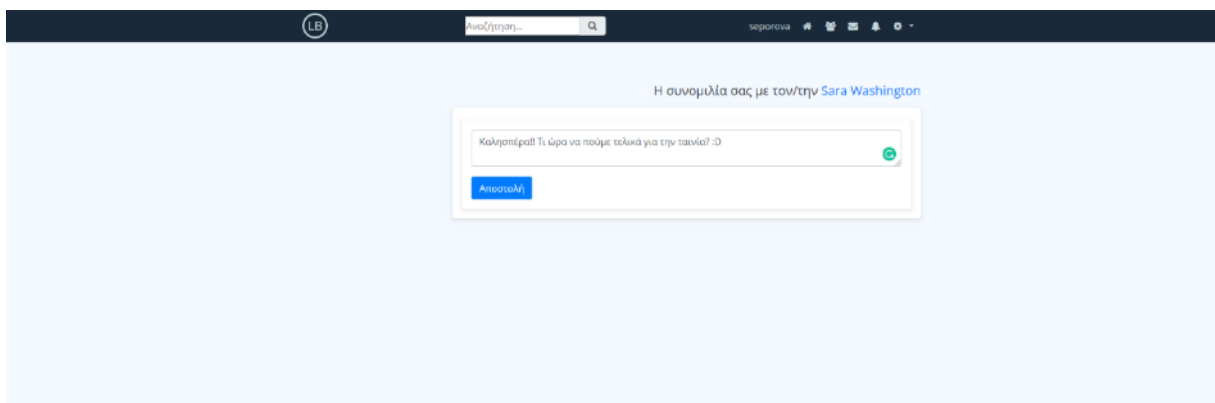 LB
Αναζήτηση...
seporova
Η συνομιλία σας με τον/την Sara Washington
Καλησπέρα!! Τι ώρα να πούμε τελικά για την ταινία? :D
Αποστολή